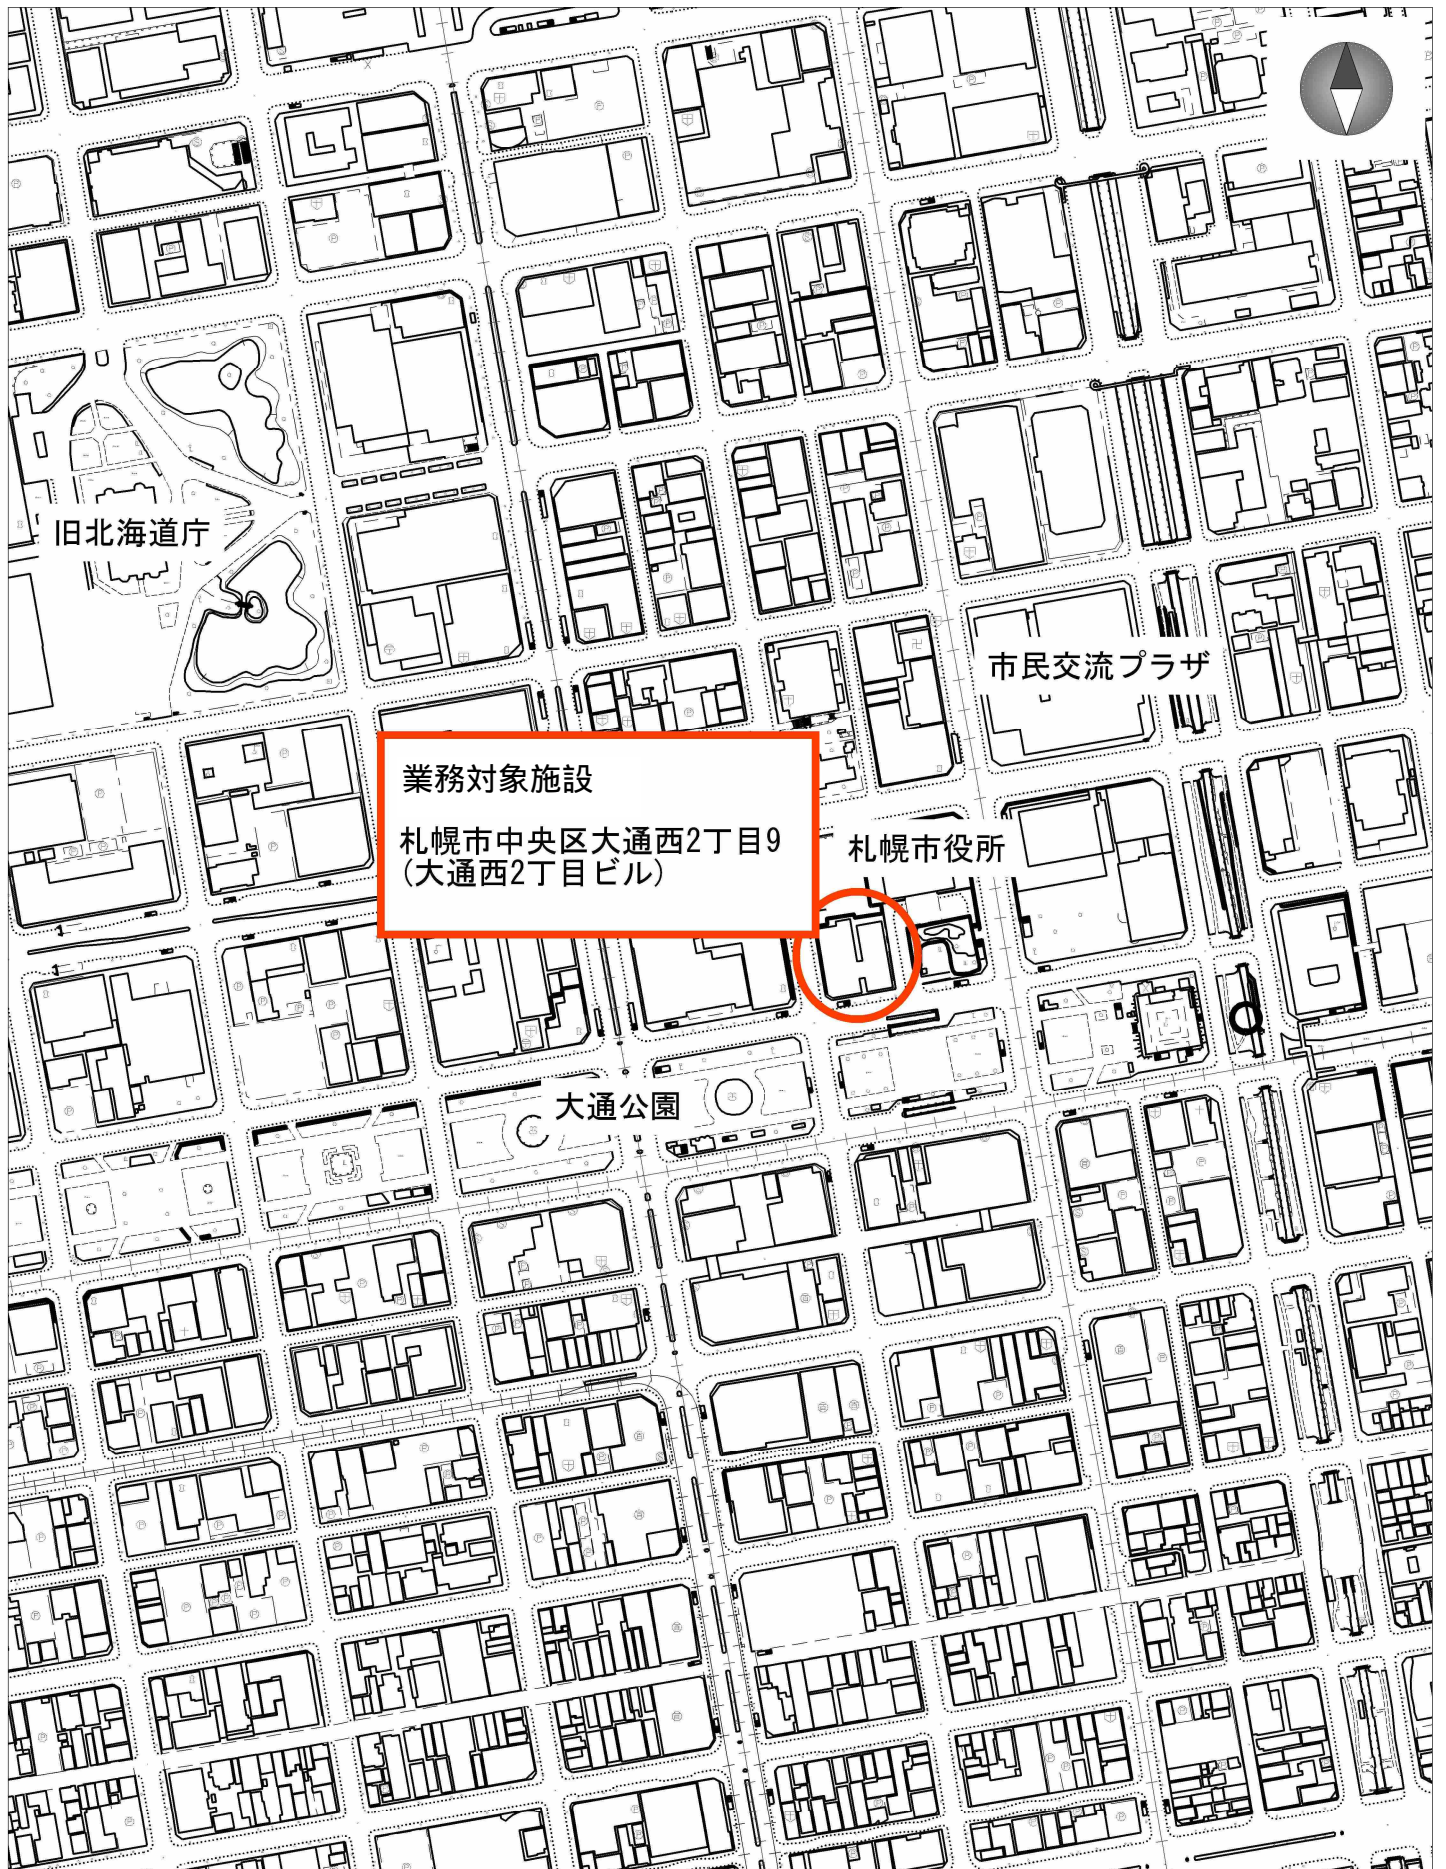 旧北海道庁
市民交流プラザ
業務対象施設
札幌市中央区大通西2丁目9
(大通西2丁目ビル)
札幌市役所
大通公園